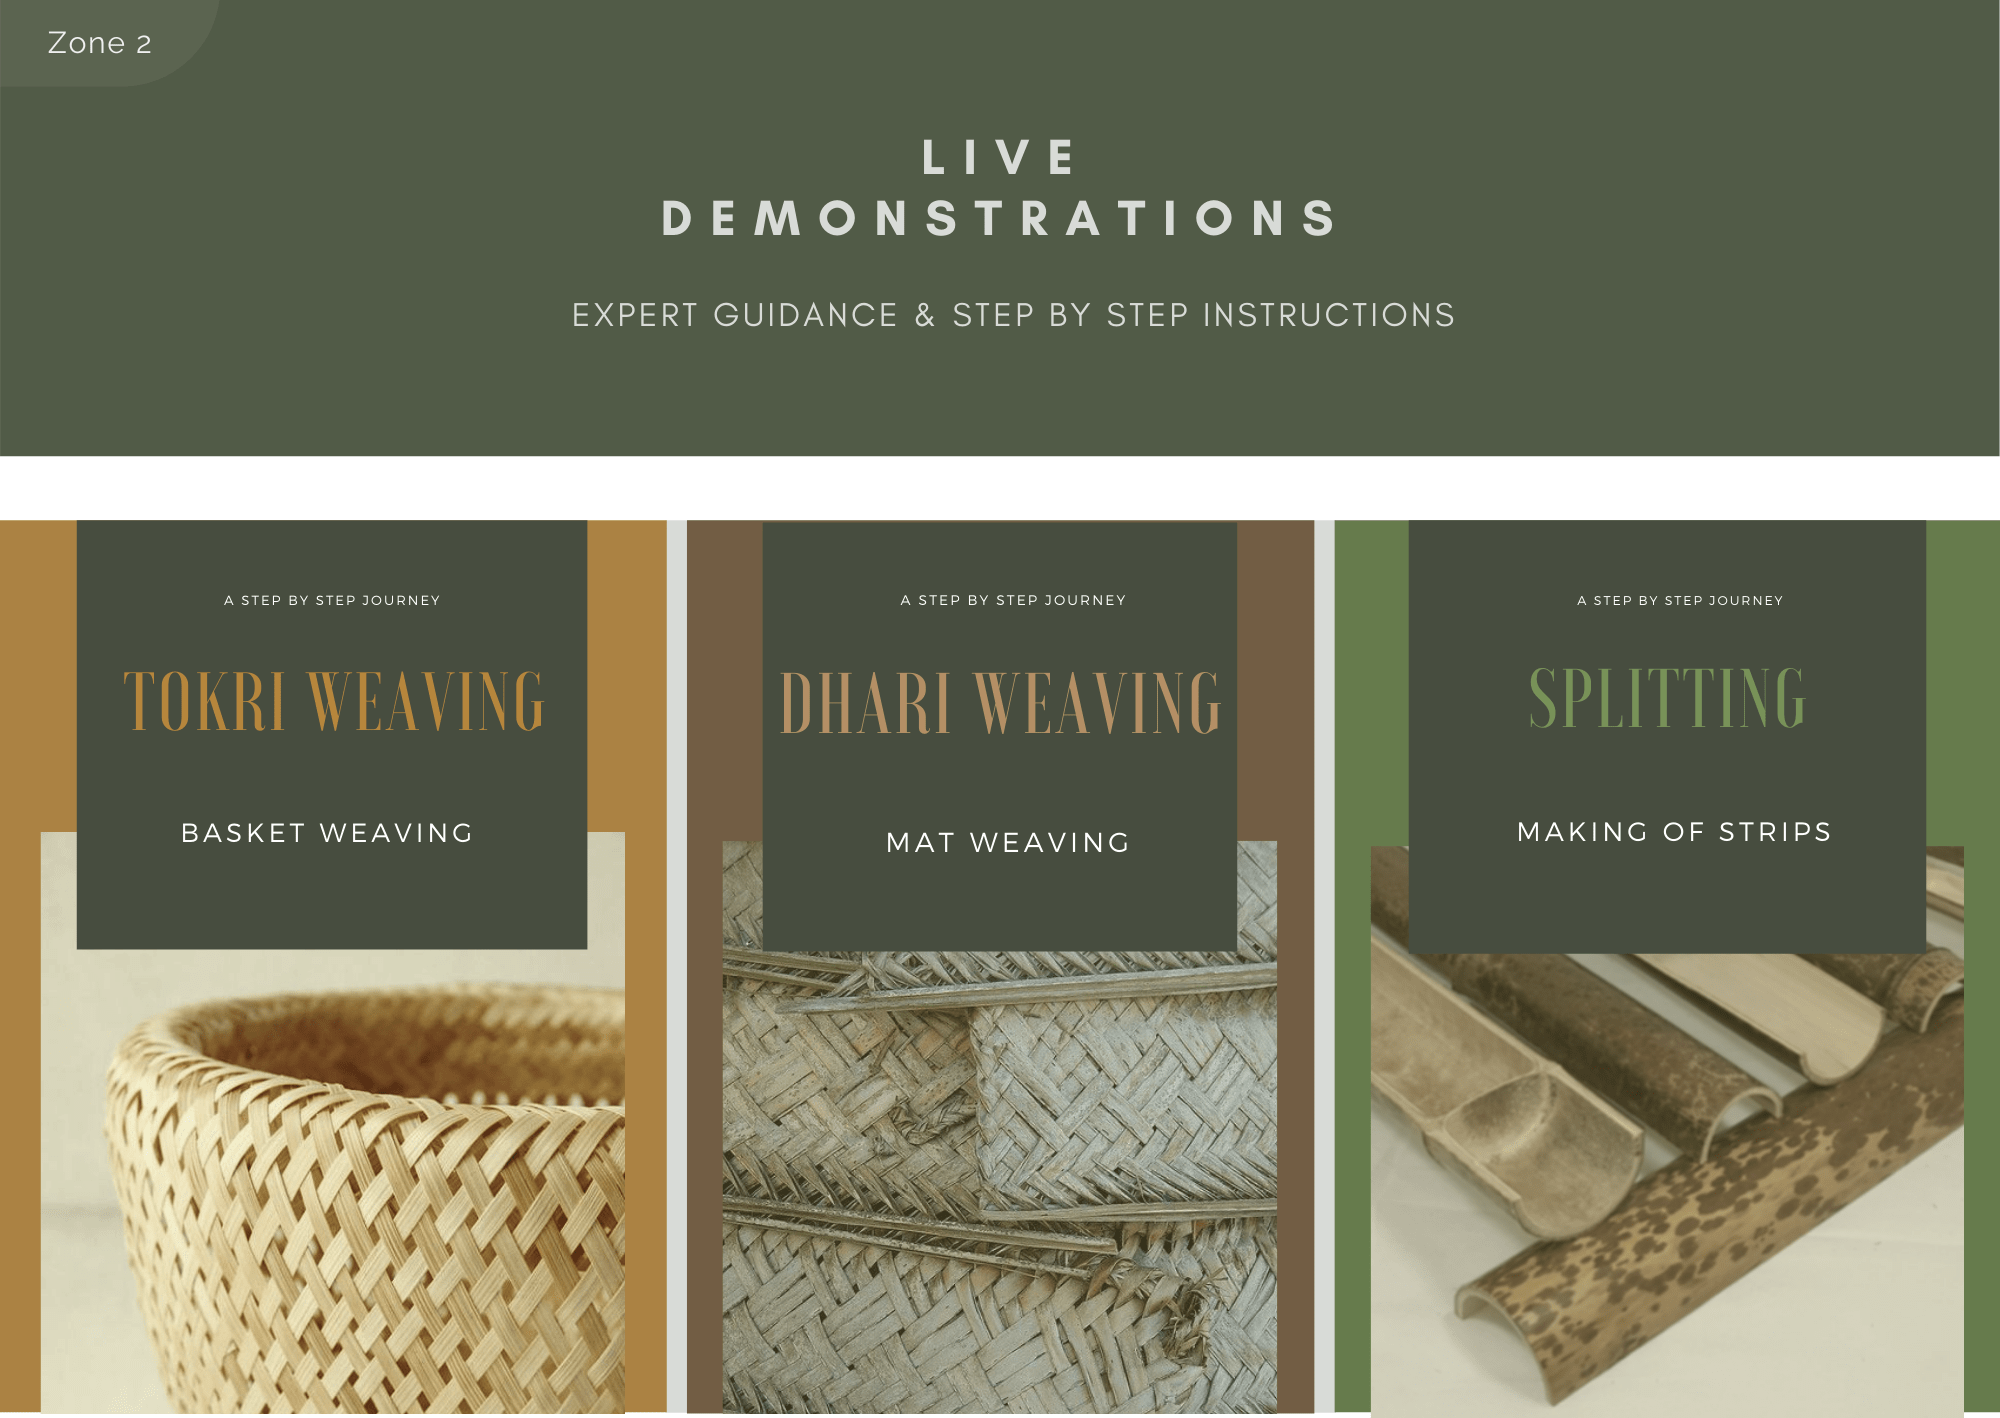 Zone 2
LIVE
DEMONSTRATIONS
EXPERT GUIDANCE & STEP BY STEP INSTRUCTIONS
A STEP BY STEP JOURNEY
TOKRI WEAVING
BASKET WEAVING
A STEP BY STEP JOURNEY
DHARI WEAVING
MAT WEAVING
A STEP BY STEP JOURNEY
SPLITTING
MAKING OF STRIPS